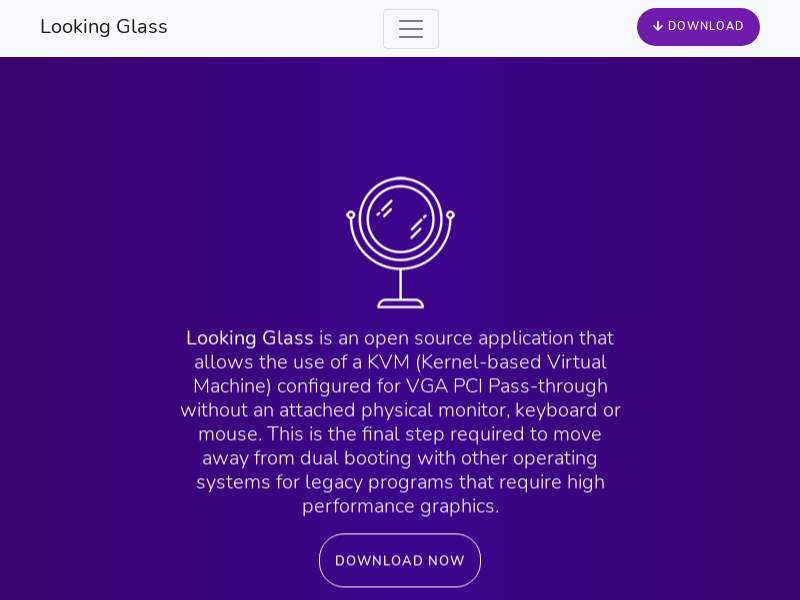 Looking Glass
DOWNLOAD
Looking Glass is an open source application that
allows the use of a KVM (Kernel-based Virtual
Machine) configured for VGA PCI Pass-through
without an attached physical monitor, keyboard or
mouse. This is the final step required to move
away from dual booting with other operating
systems for legacy programs that require high
performance graphics.
DOWNLOAD NOW